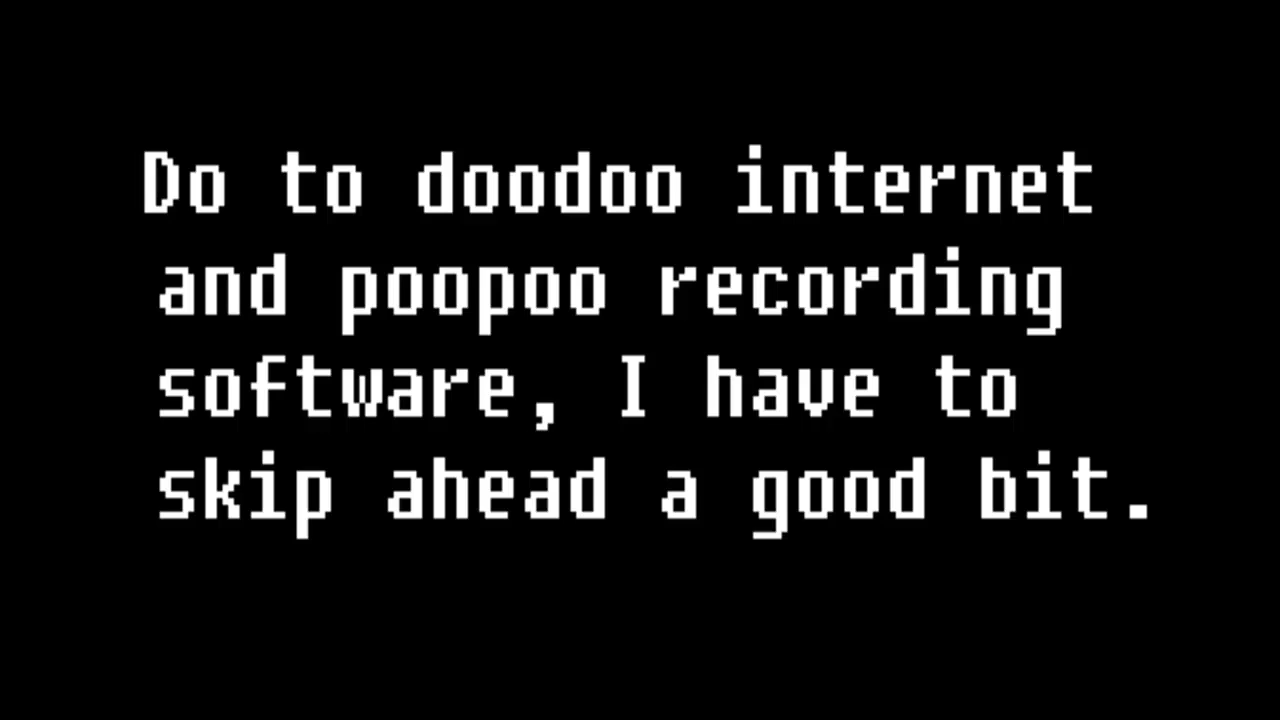 Do to doodoo internet
and poopoo recording
software, I have to
skip ahead a good bit.